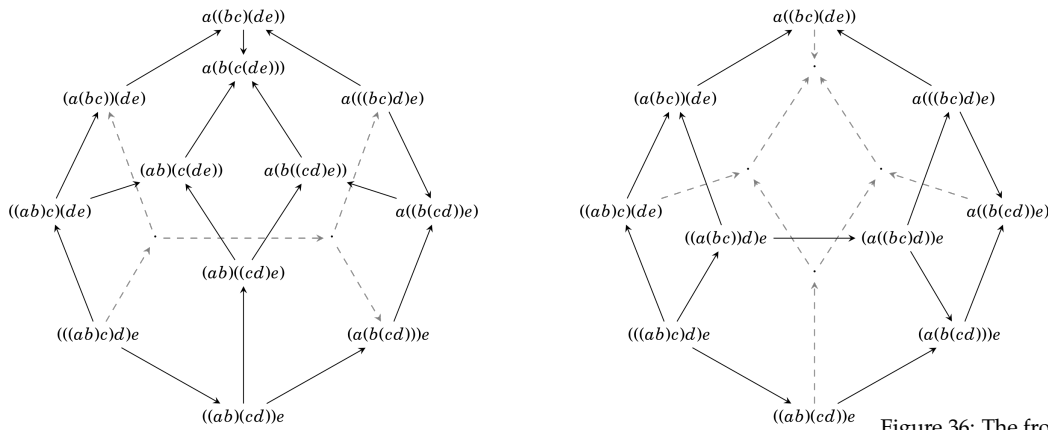 a((bc)(de))
a(b(c(de)))
(a(bc))(de)
a(((bc)d)e)
(ab)(c(de))
a(b((cd)e))
((ab)c)(de)
a((b(cd))e)
(ab)((cd)e)
(((ab)c)d)e
(a(b(cd)))e
((ab)(cd))e
a((bc)(de))
(a(bc))(de)
a(((bc)d)e)
((ab)c)(de)
a((b(cd))e)
((a(bc))d)e
(a((bc)d))e
(((ab)c)d)e
(a(b(cd)))e
((ab)(cd))e
Figure 36: The fro